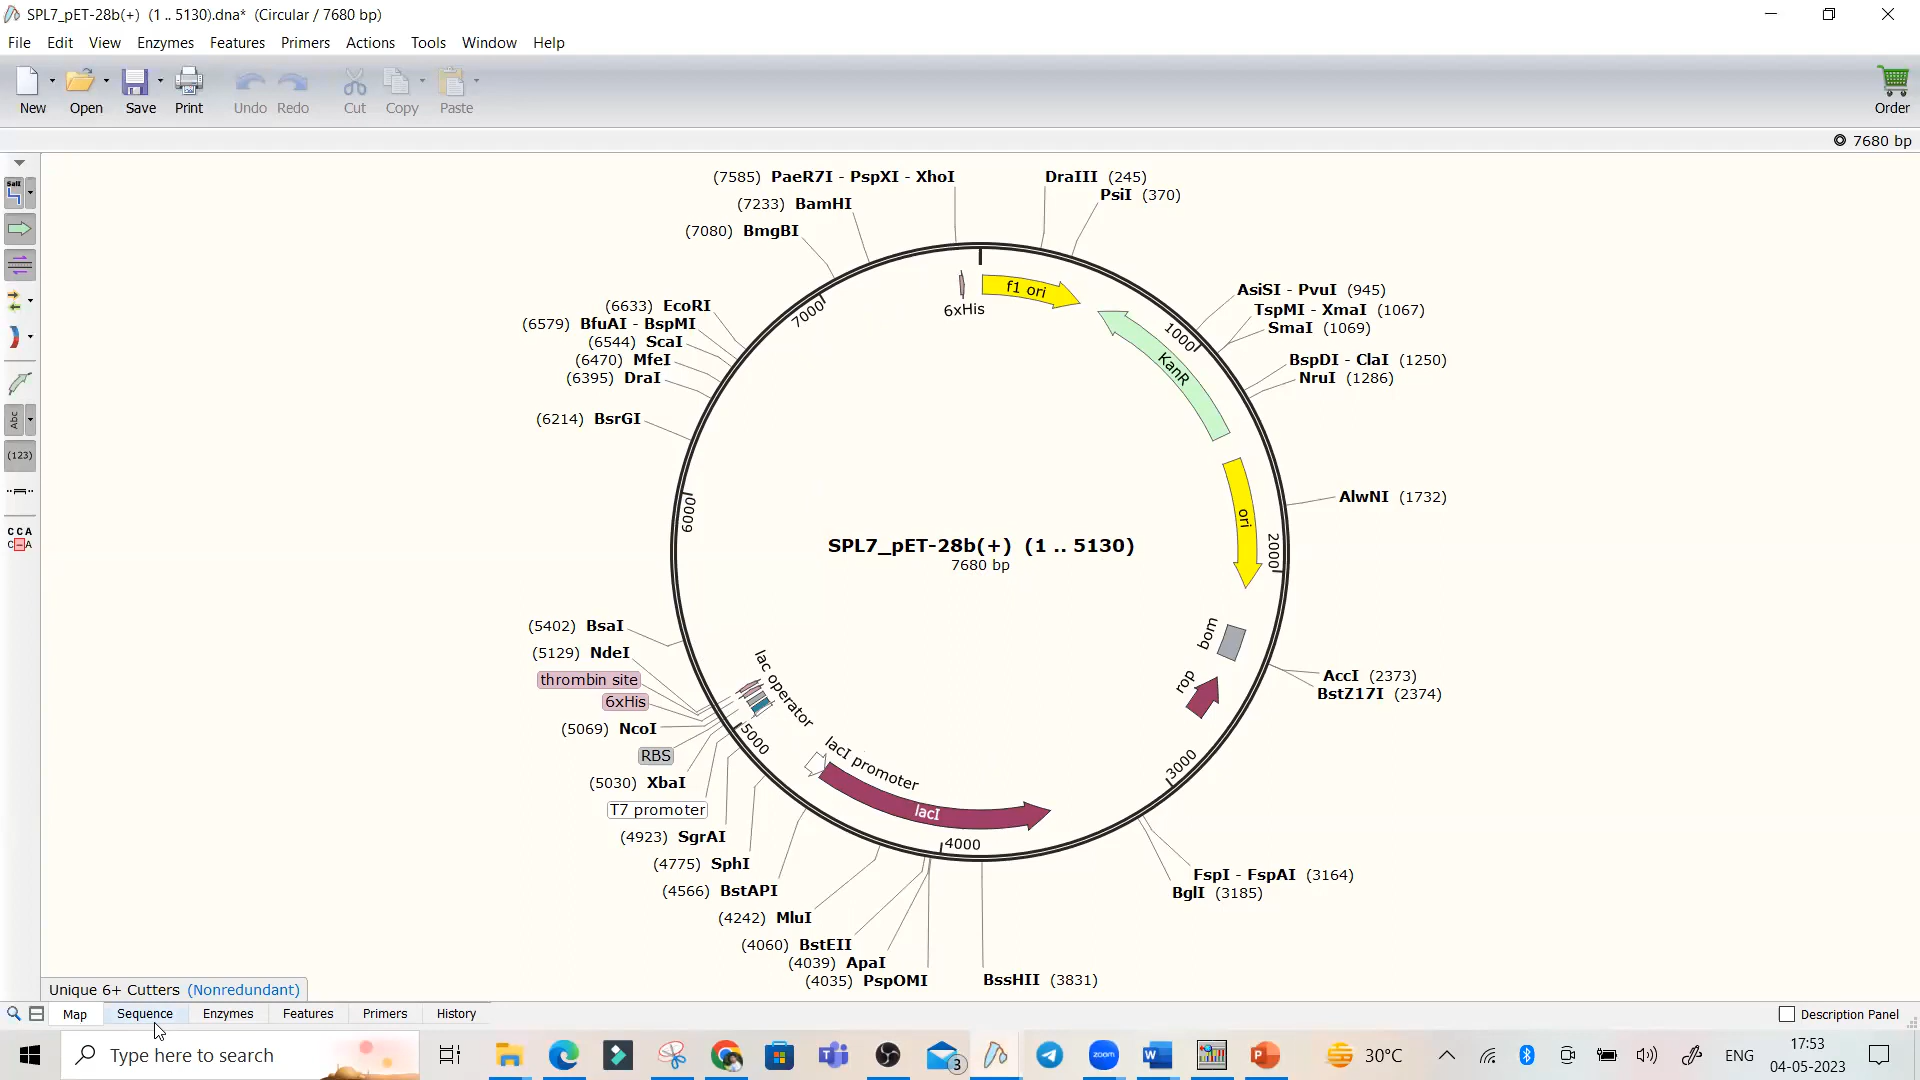 SPL7_pET-28b(+) (1 .. 5130).dna* (Circular / 7680 bp)
File Edit View Enzymes Features Primers Actions Tools Window Help
New Open Save Print Undo Redo Cut Copy Paste Order
7680 bp
SalI
Abc
(123)
C C A
C – A
(7585) PaeR7I - PspXI - XhoI
(7233) BamHI
(7080) BmgBI
(6633) EcoRI
(6579) BfuAI - BspMI
(6544) ScaI
(6470) MfeI
(6395) DraI
(6214) BsrGI
(5402) BsaI
(5129) NdeI
thrombin site
6xHis
(5069) NcoI
RBS
(5030) XbaI
T7 promoter
(4923) SgrAI
(4775) SphI
(4566) BstAPI
(4242) MluI
(4060) BstEII
(4039) ApaI
(4035) PspOMI
BssHII (3831)
DraIII (245)
PsiI (370)
AsiSI - PvuI (945)
TspMI - XmaI (1067)
SmaI (1069)
BspDI - ClaI (1250)
NruI (1286)
AlwNI (1732)
AccI (2373)
BstZ17I (2374)
FspI - FspAI (3164)
BglI (3185)
6xHis
f1 ori
KanR
ori
bom
rop
lacI
lacI promoter
lac operator
1000
2000
3000
4000
5000
6000
7000
SPL7_pET-28b(+) (1 .. 5130)
7680 bp
Unique 6+ Cutters (Nonredundant)
Map Sequence Enzymes Features Primers History
Description Panel
Type here to search
3
zoom
30°C
ENG
17:53
04-05-2023